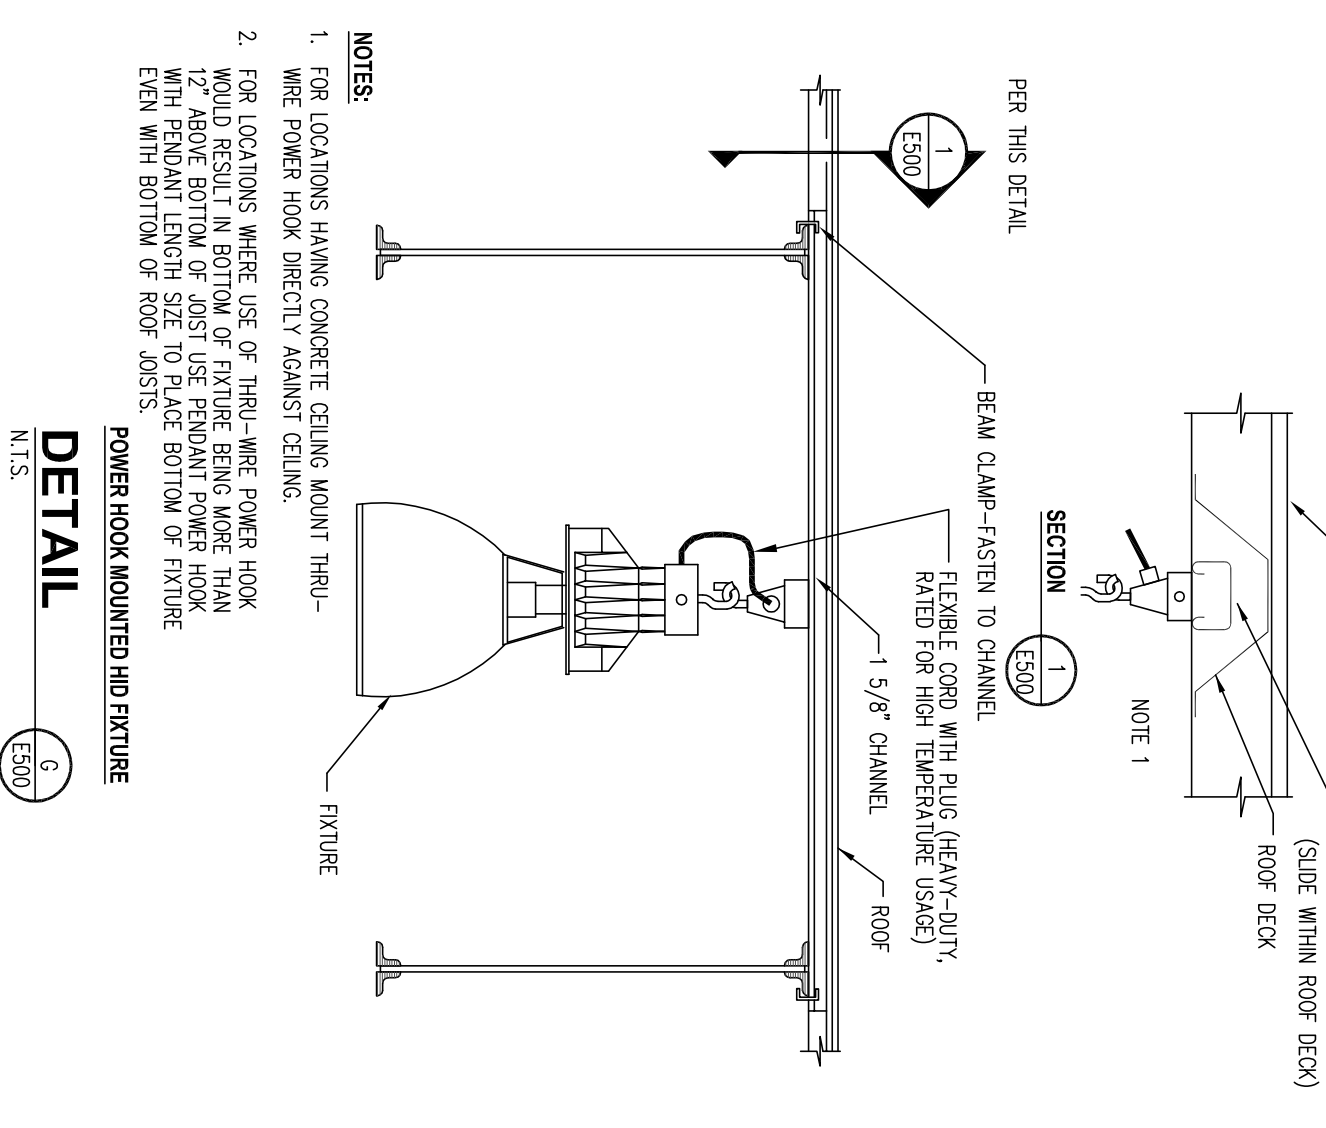 (SLIDE WITHIN ROOF DECK)
ROOF DECK
NOTE 1
SECTION
1
E500
PER THIS DETAIL
1
E500
BEAM CLAMP-FASTEN TO CHANNEL
FLEXIBLE CORD WITH PLUG (HEAVY-DUTY,
RATED FOR HIGH TEMPERATURE USAGE)
1 5/8" CHANNEL
ROOF
FIXTURE
NOTES:
1. FOR LOCATIONS HAVING CONCRETE CEILING MOUNT THRU-
WIRE POWER HOOK DIRECTLY AGAINST CEILING.
2. FOR LOCATIONS WHERE USE OF THRU-WIRE POWER HOOK
WOULD RESULT IN BOTTOM OF FIXTURE BEING MORE THAN
12" ABOVE BOTTOM OF JOIST USE PENDANT POWER HOOK
WITH PENDANT LENGTH SIZE TO PLACE BOTTOM OF FIXTURE
EVEN WITH BOTTOM OF ROOF JOISTS.
POWER HOOK MOUNTED HID FIXTURE
DETAIL
N.T.S.
G
E500